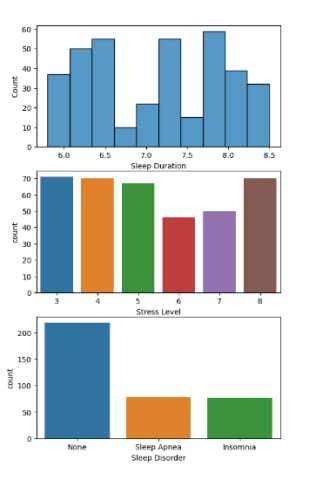 60
50
40
30
20
10
0
Count
6.0 6.5 7.0 7.5 8.0 8.5
Sleep Duration
70
60
50
40
30
20
10
0
count
3 4 5 6 7 8
Stress Level
200
150
100
50
0
count
None Sleep Apnea Insomnia
Sleep Disorder